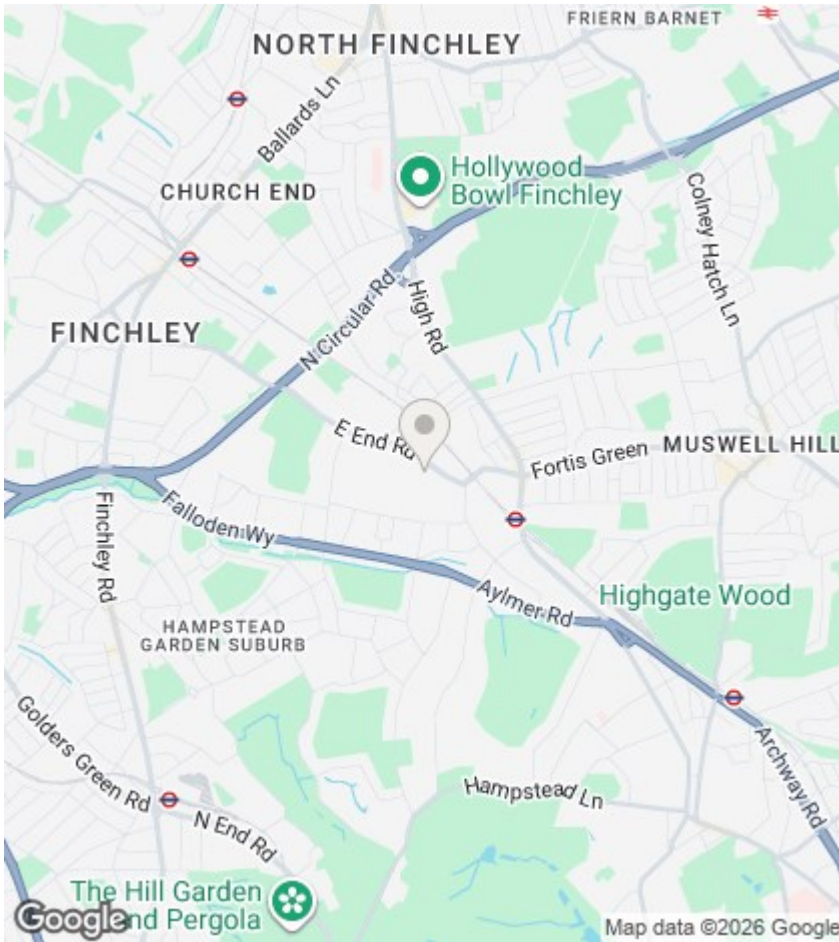 FRIERN BARNET
NORTH FINCHLEY
Ballards Ln
Hollywood
Bowl Finchley
CHURCH END
Colney Hatch Ln
N Circular Rd
High Rd
FINCHLEY
E End Rd
Fortis Green
MUSWELL HILL
Finchley Rd
Falloden Wy
Aylmer Rd
Highgate Wood
HAMPSTEAD
GARDEN SUBURB
Golders Green Rd
Archway Rd
Hampstead Ln
N End Rd
The Hill Garden
and Pergola
Google
Map data ©2026 Google